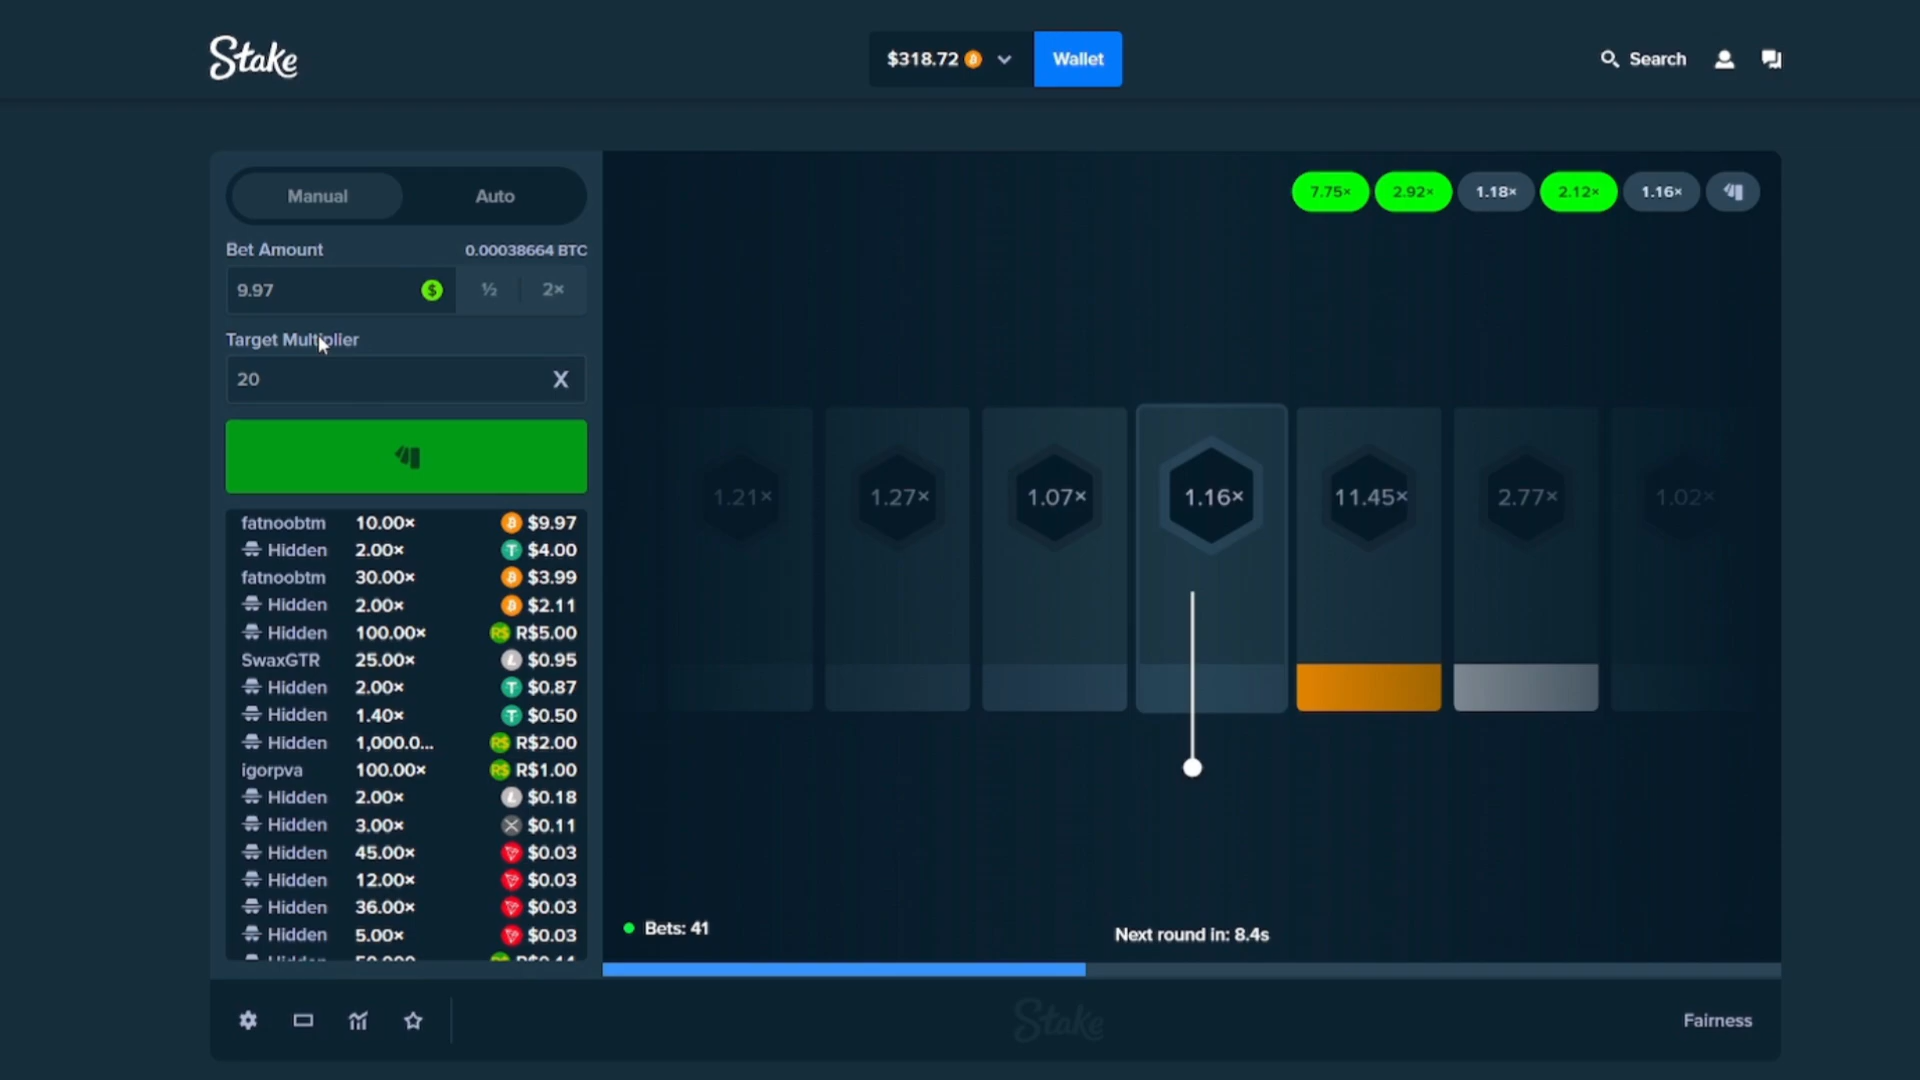 Stake
$318.72
Wallet
Search
Manual
Auto
Bet Amount
0.00038664 BTC
9.97
½
2×
Target Multiplier
20
X
fatnoobtm 10.00× $9.97
Hidden 2.00× $4.00
fatnoobtm 30.00× $3.99
Hidden 2.00× $2.11
Hidden 100.00× R$5.00
SwaxGTR 25.00× $0.95
Hidden 2.00× $0.87
Hidden 1.40× $0.50
Hidden 1,000.0... R$2.00
igorpva 100.00× R$1.00
Hidden 2.00× $0.18
Hidden 3.00× $0.11
Hidden 45.00× $0.03
Hidden 12.00× $0.03
Hidden 36.00× $0.03
Hidden 5.00× $0.03
7.75× 2.92× 1.18× 2.12× 1.16×
1.21× 1.27× 1.07× 1.16× 11.45× 2.77× 1.02×
Bets: 41
Next round in: 8.4s
Stake
Fairness